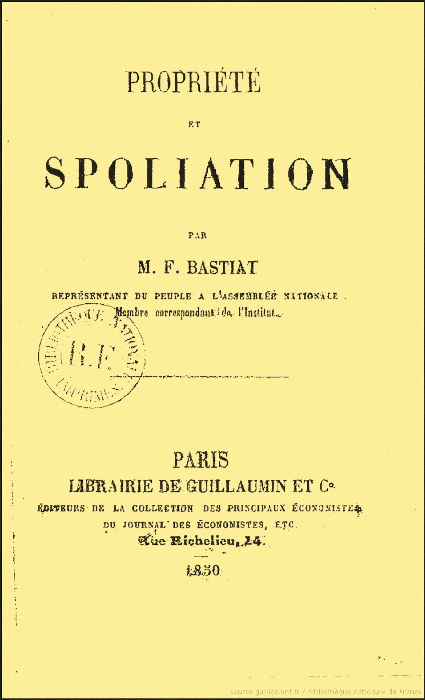 PROPRIÉTÉ
ET
SPOLIATION
PAR
M. F. BASTIAT
REPRÉSENTANT DU PEUPLE A L'ASSEMBLÉE NATIONALE.
Membre correspondant de l'Institut.
BIBLIOTHÈQUE NATIONALE
R.F.
IMPRIMÉS.
PARIS
LIBRAIRIE DE GUILLAUMIN ET Cie
ÉDITEURS DE LA COLLECTION DES PRINCIPAUX ÉCONOMISTES
DU JOURNAL DES ÉCONOMISTES, ETC.
Rue Richelieu, 14.
1850
Source gallica.bnf.fr / Bibliothèque nationale de France